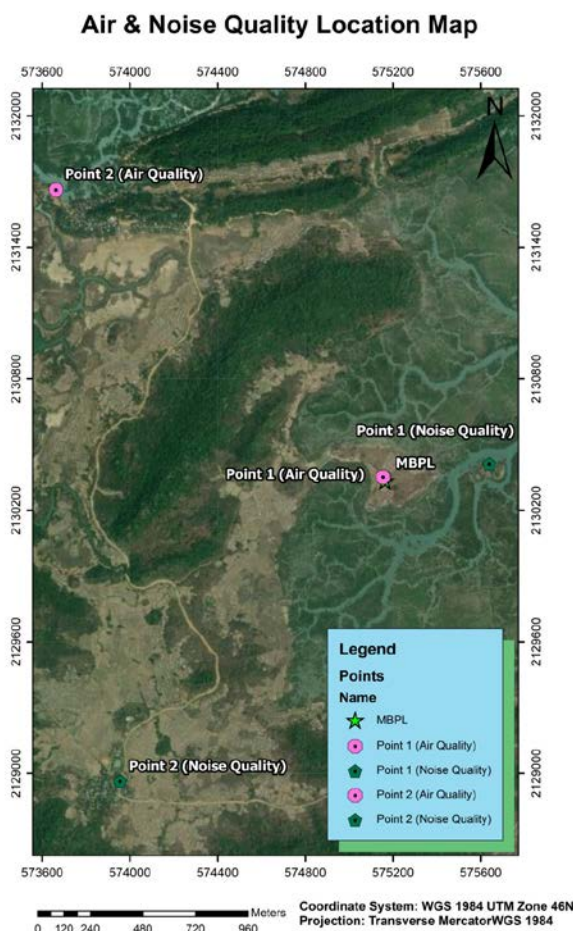 Air & Noise Quality Location Map
573600 574000 574400 574800 575200 575600
2132000
2132000
N
Point 2 (Air Quality)
2131400
2131400
2130800
2130800
Point 1 (Noise Quality)
MBPL
Point 1 (Air Quality)
2130200
2130200
2129600
2129600
Legend
Points
Name
MBPL
Point 1 (Air Quality)
Point 1 (Noise Quality)
Point 2 (Air Quality)
Point 2 (Noise Quality)
Point 2 (Noise Quality)
2129000
2129000
573600 574000 574400 574800 575200 575600
Meters
0 120 240 480 720 960
Coordinate System: WGS 1984 UTM Zone 46N
Projection: Transverse MercatorWGS 1984